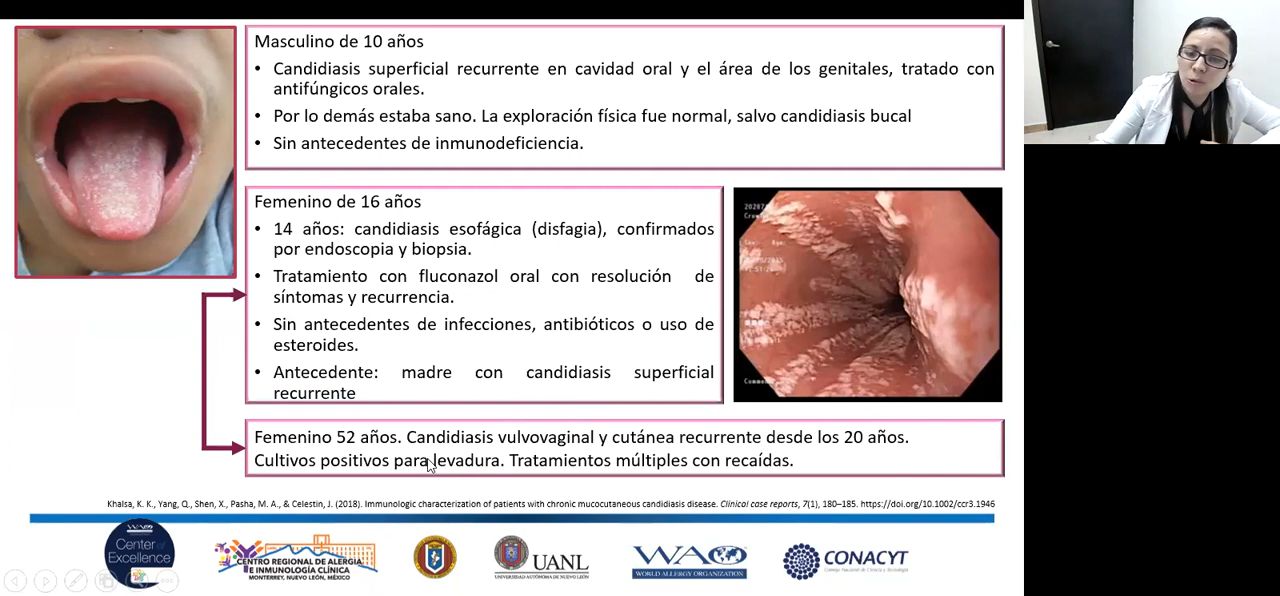 Masculino de 10 años
• Candidiasis superficial recurrente en cavidad oral y el área de los genitales, tratado con
antifúngicos orales.
• Por lo demás estaba sano. La exploración física fue normal, salvo candidiasis bucal
• Sin antecedentes de inmunodeficiencia.
Femenino de 16 años
• 14 años: candidiasis esofágica (disfagia), confirmados
por endoscopia y biopsia.
• Tratamiento con fluconazol oral con resolución de
síntomas y recurrencia.
• Sin antecedentes de infecciones, antibióticos o uso de
esteroides.
• Antecedente: madre con candidiasis superficial
recurrente
Femenino 52 años. Candidiasis vulvovaginal y cutánea recurrente desde los 20 años.
Cultivos positivos para levadura. Tratamientos múltiples con recaídas.
Khalsa, K. K., Yang, Q., Shen, X., Pasha, M. A., & Celestin, J. (2018). Immunologic characterization of patients with chronic mucocutaneous candidiasis disease. Clinical case reports, 7(1), 180–185. https://doi.org/10.1002/ccr3.1946
Center of
Excellence
CENTRO REGIONAL DE ALERGIA
E INMUNOLOGÍA CLÍNICA
MONTERREY, NUEVO LEÓN, MÉXICO
UANL
UNIVERSIDAD AUTÓNOMA DE NUEVO LEÓN
WAO
WORLD ALLERGY ORGANIZATION
CONACYT
Consejo Nacional de Ciencia y Tecnología